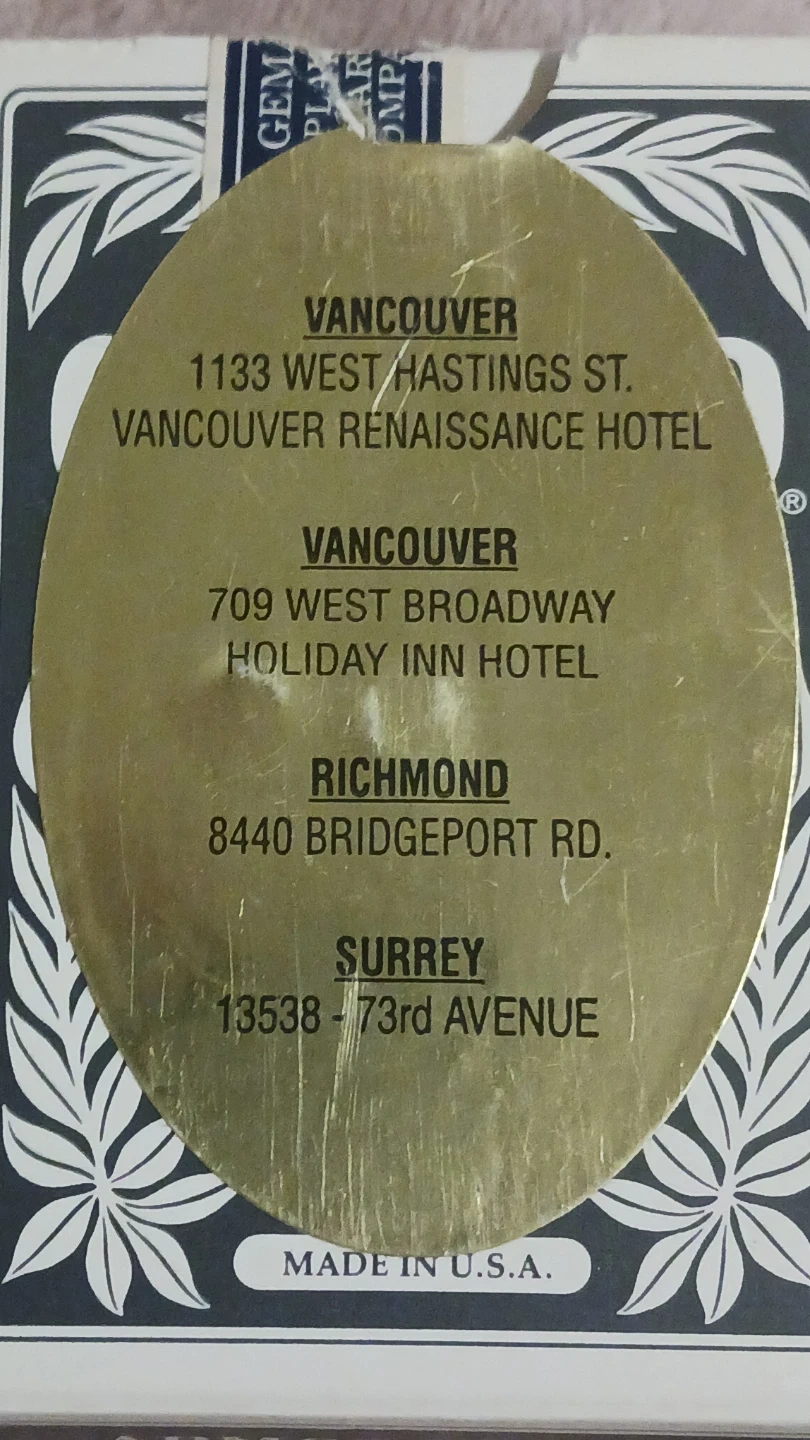 GEM
VANCOUVER
1133 WEST HASTINGS ST.
VANCOUVER RENAISSANCE HOTEL
®
VANCOUVER
709 WEST BROADWAY
HOLIDAY INN HOTEL
RICHMOND
8440 BRIDGEPORT RD.
SURREY
13538 - 73rd AVENUE
MADE IN U.S.A.